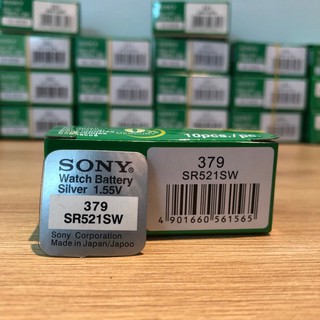 10pcs./
SONY
Watch Battery
Silver 1.55V
379
SR521SW
Sony Corporation
Made in Japan/Japoo
379
SR521SW
4 901660 561565